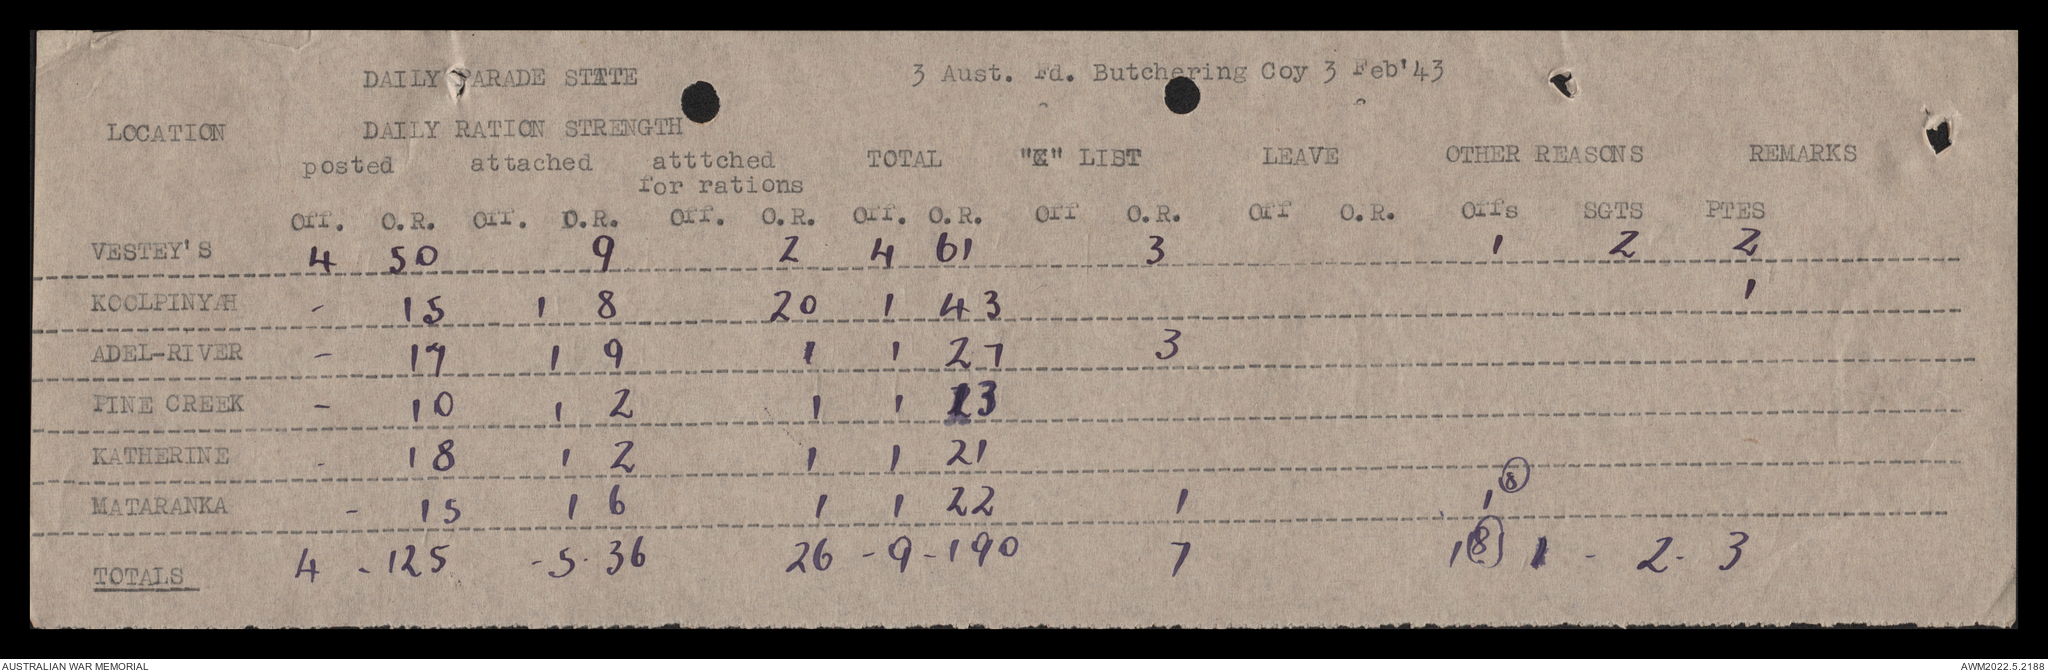 DAILY PARADE STATE 3 Aust. Fd. Butchering Coy 3 Feb'43
LOCATION DAILY RATION STRENGTH
posted attached atttched TOTAL "X" LIST LEAVE OTHER REASONS REMARKS
for rations
Off. O.R. Off. O.R. Off. O.R. Off. O.R. Off O.R. Off O.R. Offs SGTS PTES
VESTEY'S 4 50 9 2 4 61 3 1 2 2
KOOLPINYAH - 15 1 8 20 1 43 1
ADEL-RIVER - 17 1 9 1 1 27 3
PINE CREEK - 10 1 2 1 1 13
KATHERINE - 18 1 2 1 1 21
MATARANKA - 15 1 6 1 1 22 1 1 8
TOTALS 4 - 125 - 5 - 36 26 - 9 - 190 7 1 (8) 1 - 2 - 3
AUSTRALIAN WAR MEMORIAL AWM2022.5.2188